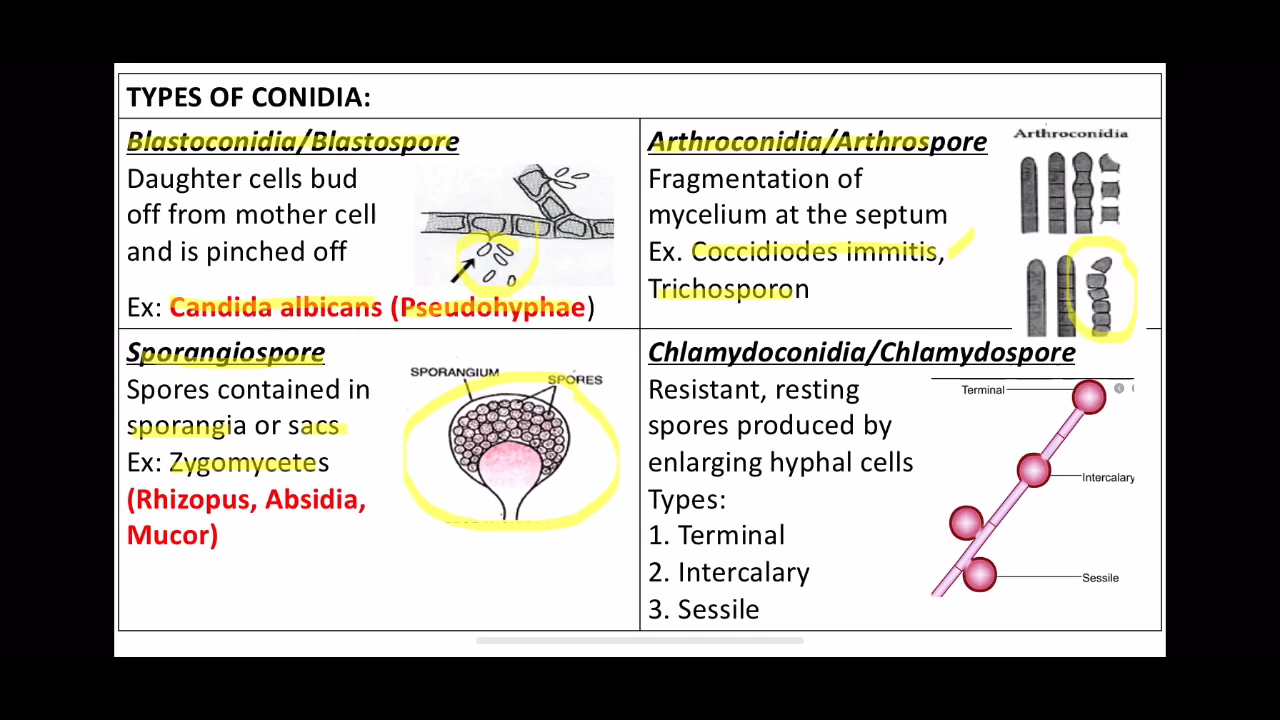 TYPES OF CONIDIA:
Blastoconidia/Blastospore
Daughter cells bud
off from mother cell
and is pinched off
Ex: Candida albicans (Pseudohyphae)
Arthroconidia/Arthrospore
Fragmentation of
mycelium at the septum
Ex. Coccidiodes immitis,
Trichosporon
Arthroconidia
Sporangiospore
Spores contained in
sporangia or sacs
Ex: Zygomycetes
(Rhizopus, Absidia,
Mucor)
SPORANGIUM
SPORES
Chlamydoconidia/Chlamydospore
Resistant, resting
spores produced by
enlarging hyphal cells
Types:
1. Terminal
2. Intercalary
3. Sessile
Terminal
Intercalary
Sessile